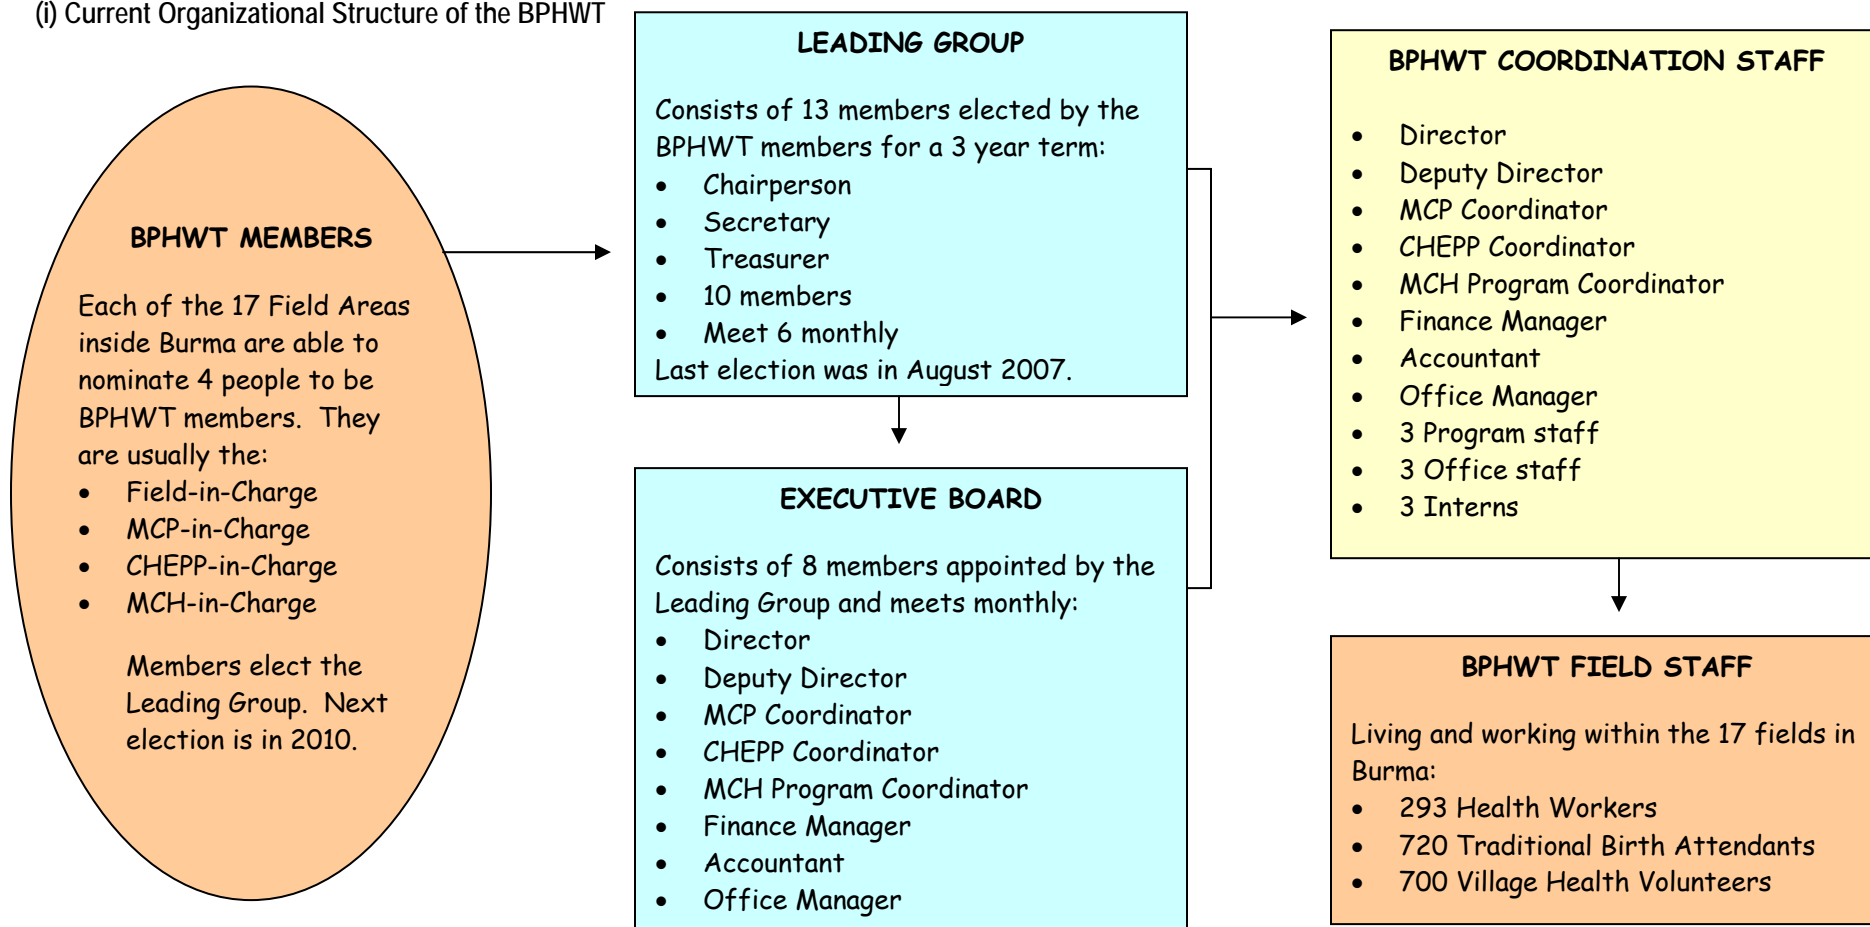 (i) Current Organizational Structure of the BPHWT
BPHWT MEMBERS
Each of the 17 Field Areas
inside Burma are able to
nominate 4 people to be
BPHWT members. They
are usually the:
• Field-in-Charge
• MCP-in-Charge
• CHEPP-in-Charge
• MCH-in-Charge
Members elect the
Leading Group. Next
election is in 2010.
LEADING GROUP
Consists of 13 members elected by the
BPHWT members for a 3 year term:
• Chairperson
• Secretary
• Treasurer
• 10 members
• Meet 6 monthly
Last election was in August 2007.
EXECUTIVE BOARD
Consists of 8 members appointed by the
Leading Group and meets monthly:
• Director
• Deputy Director
• MCP Coordinator
• CHEPP Coordinator
• MCH Program Coordinator
• Finance Manager
• Accountant
• Office Manager
BPHWT COORDINATION STAFF
• Director
• Deputy Director
• MCP Coordinator
• CHEPP Coordinator
• MCH Program Coordinator
• Finance Manager
• Accountant
• Office Manager
• 3 Program staff
• 3 Office staff
• 3 Interns
BPHWT FIELD STAFF
Living and working within the 17 fields in
Burma:
• 293 Health Workers
• 720 Traditional Birth Attendants
• 700 Village Health Volunteers